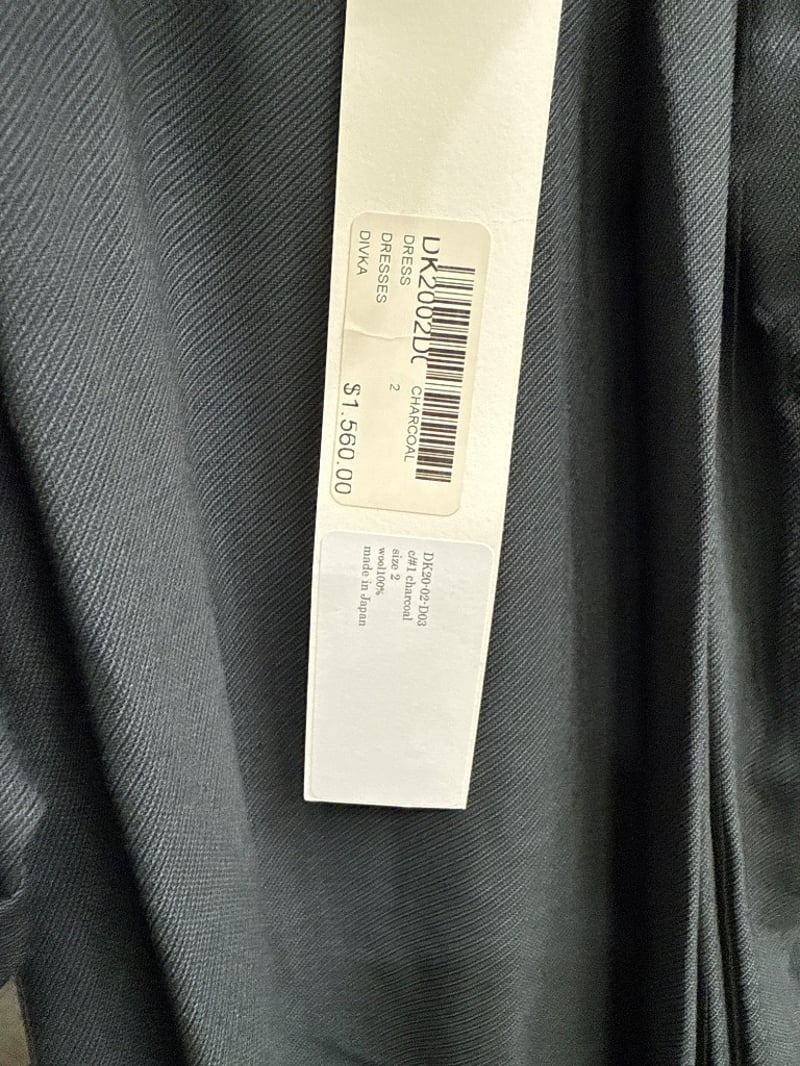 DK2002D
CHARCOAL
DRESS
2
DRESSES
DIVKA
$1,560.00
DK20-02-D03
c/#1 charcoal
size 2
wool100%
made in Japan